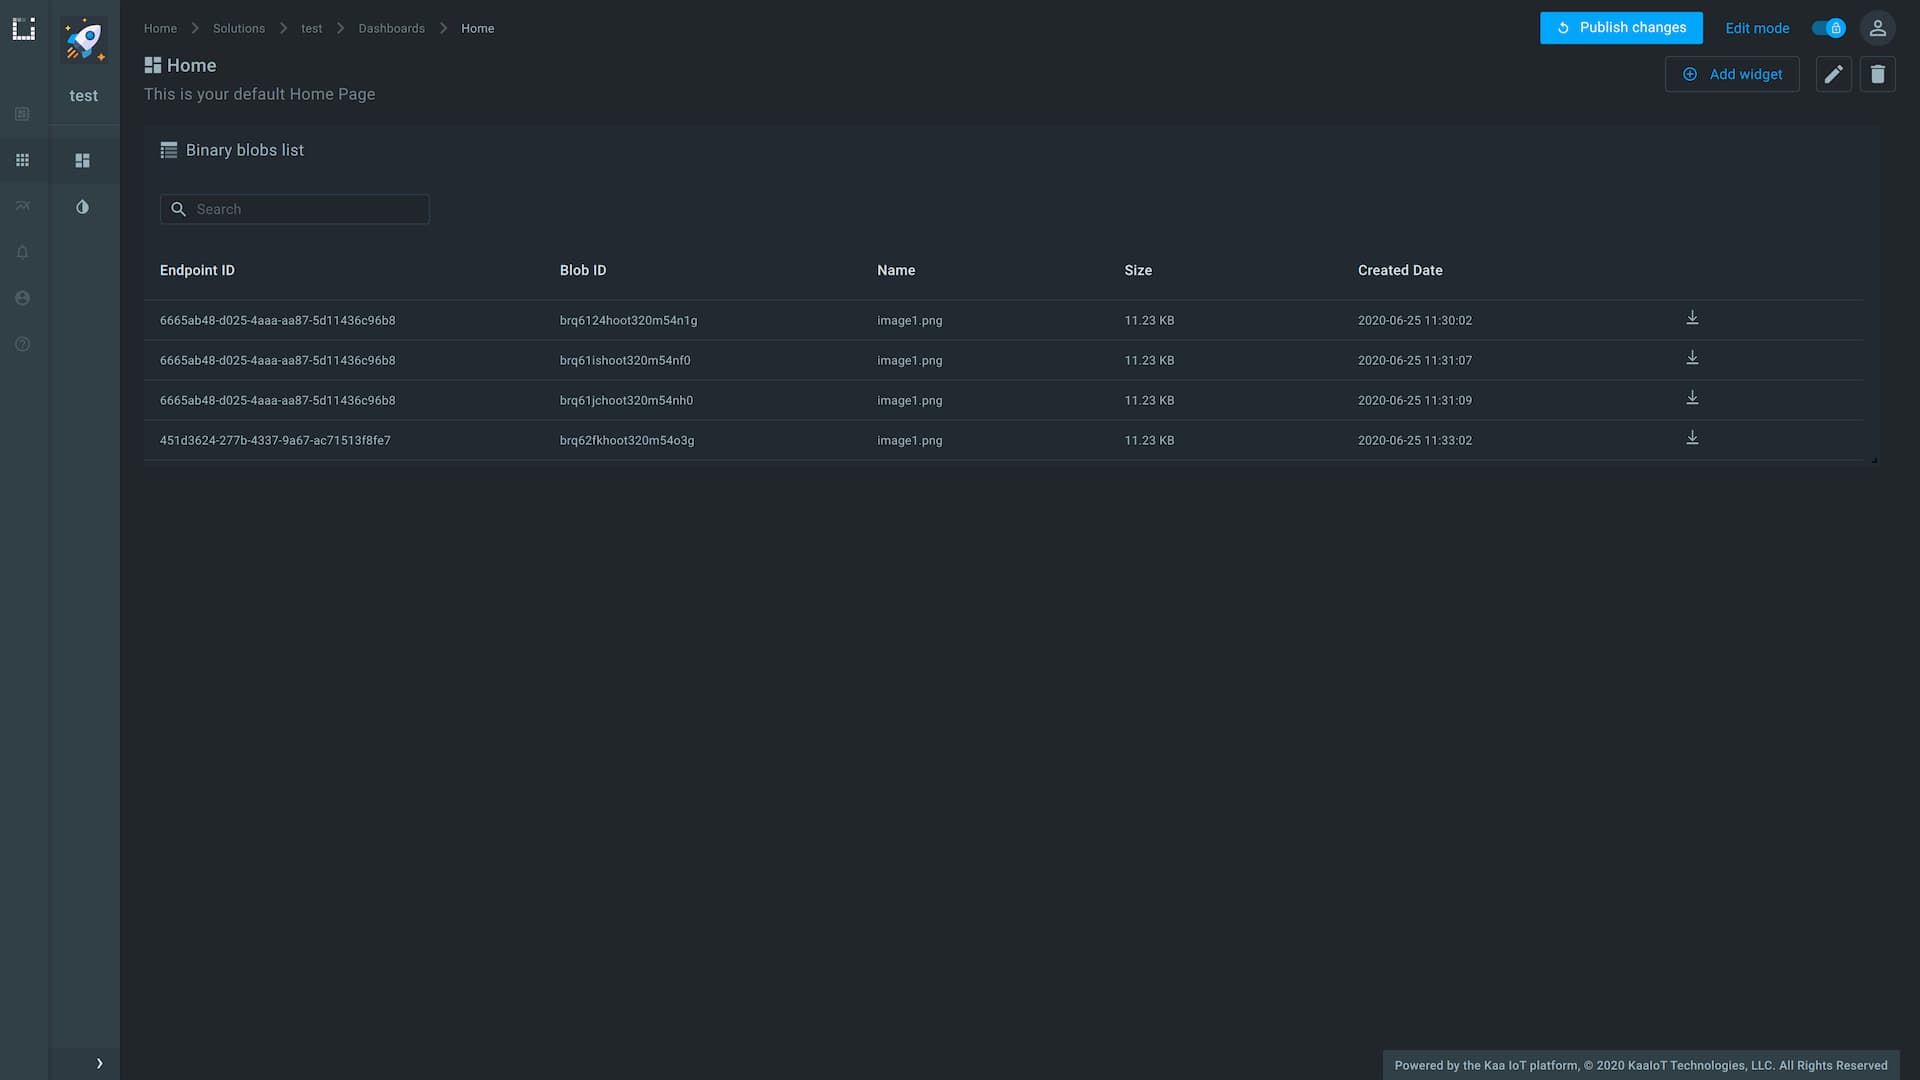 Home Solutions test Dashboards Home
Publish changes Edit mode
Home
Add widget
This is your default Home Page
test
Binary blobs list
Search
Endpoint ID Blob ID Name Size Created Date
6665ab48-d025-4aaa-aa87-5d11436c96b8 brq6124hoot320m54n1g image1.png 11.23 KB 2020-06-25 11:30:02
6665ab48-d025-4aaa-aa87-5d11436c96b8 brq61ishoot320m54nf0 image1.png 11.23 KB 2020-06-25 11:31:07
6665ab48-d025-4aaa-aa87-5d11436c96b8 brq61jchoot320m54nh0 image1.png 11.23 KB 2020-06-25 11:31:09
451d3624-277b-4337-9a67-ac71513f8fe7 brq62fkhoot320m54o3g image1.png 11.23 KB 2020-06-25 11:33:02
Powered by the Kaa IoT platform, © 2020 KaaIoT Technologies, LLC. All Rights Reserved